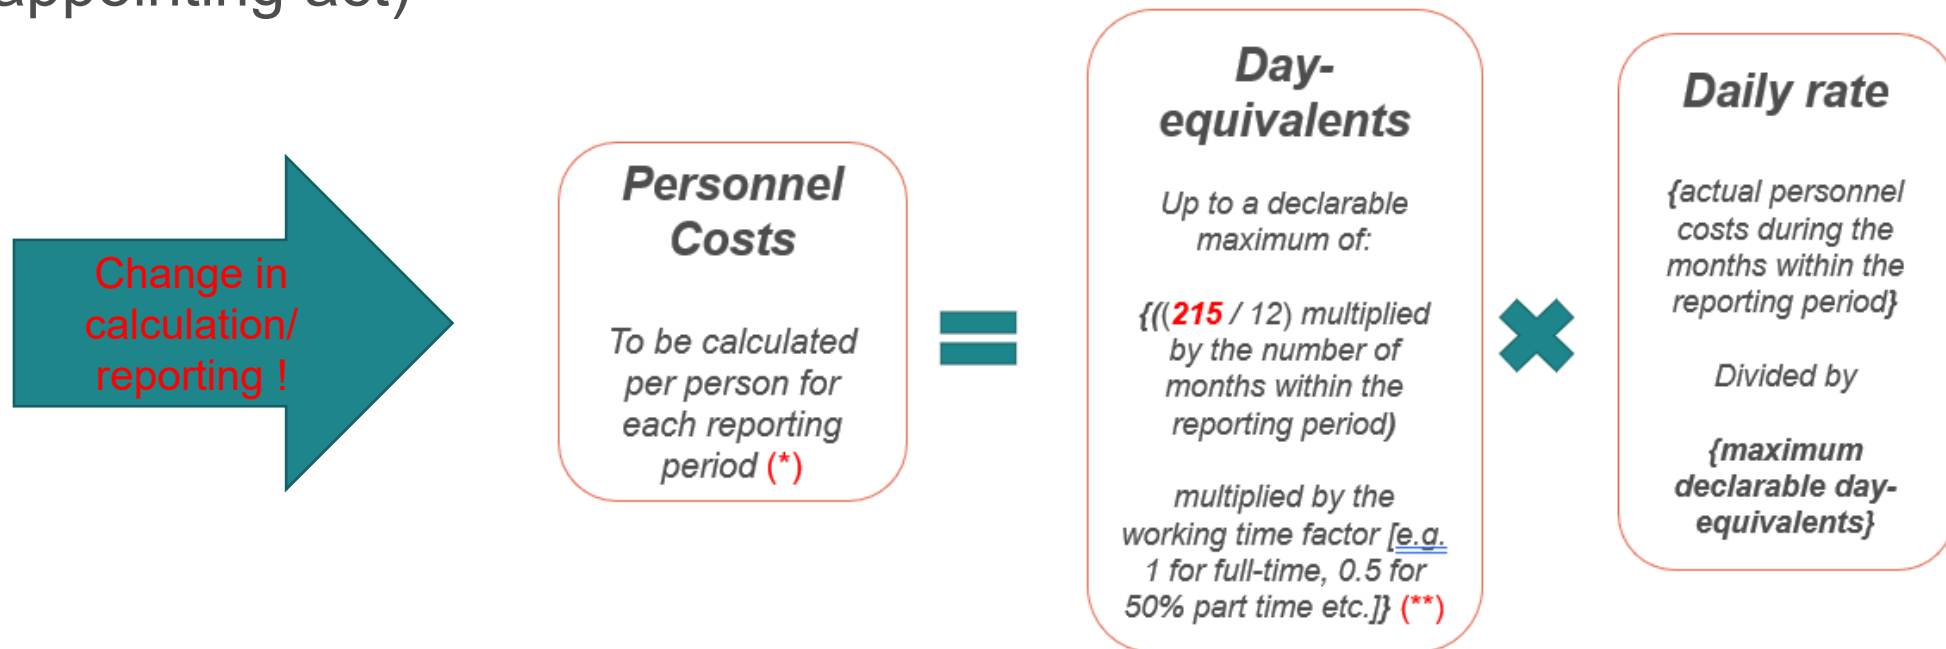 appointing act)
Change in
calculation/
reporting !
Personnel
Costs
To be calculated
per person for
each reporting
period (*)
Day-
equivalents
Up to a declarable
maximum of:
{((215 / 12) multiplied
by the number of
months within the
reporting period)
multiplied by the
working time factor [e.g.
1 for full-time, 0.5 for
50% part time etc.]} (**)
Daily rate
{actual personnel
costs during the
months within the
reporting period}
Divided by
{maximum
declarable day-
equivalents}